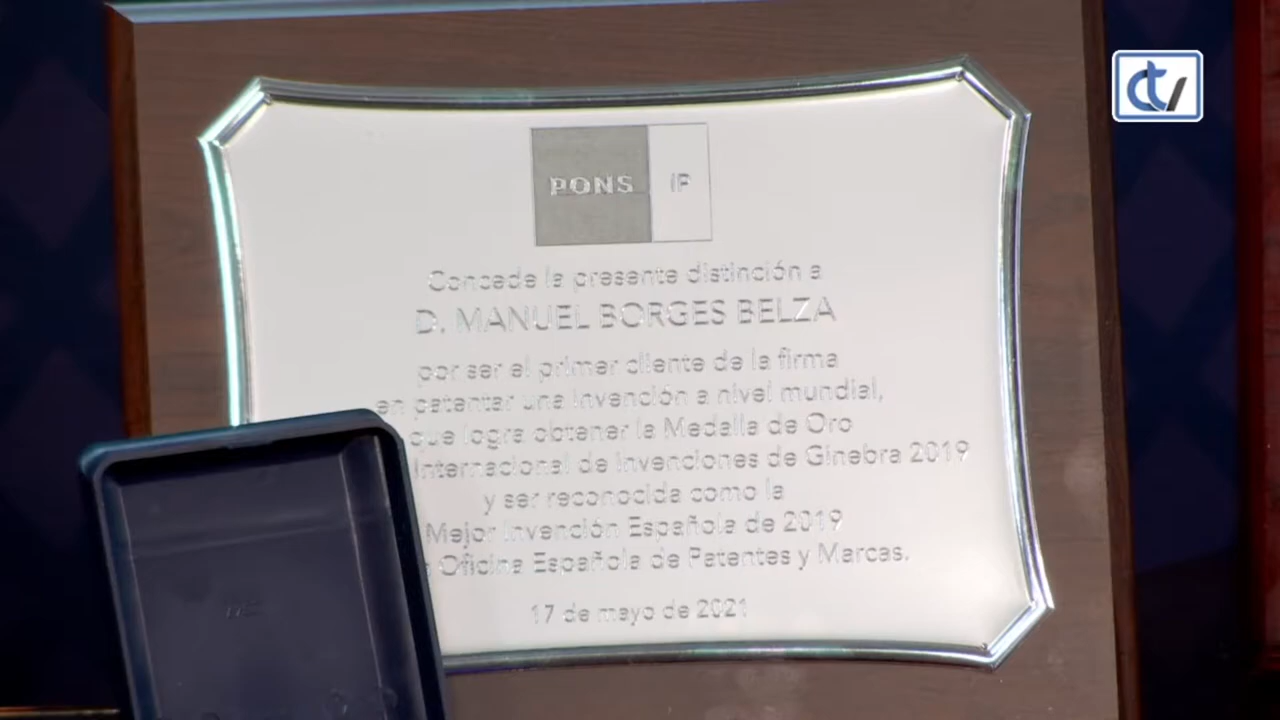 PONS IP
Concede la presente distinción a
D. MANUEL BORGES BELZA
por ser el primer cliente de la firma
en patentar una invención a nivel mundial,
que logra obtener la Medalla de Oro
Internacional de Invenciones de Ginebra 2019
y ser reconocida como la
Mejor Invención Española de 2019
Oficina Española de Patentes y Marcas.
17 de mayo de 2021
ctv